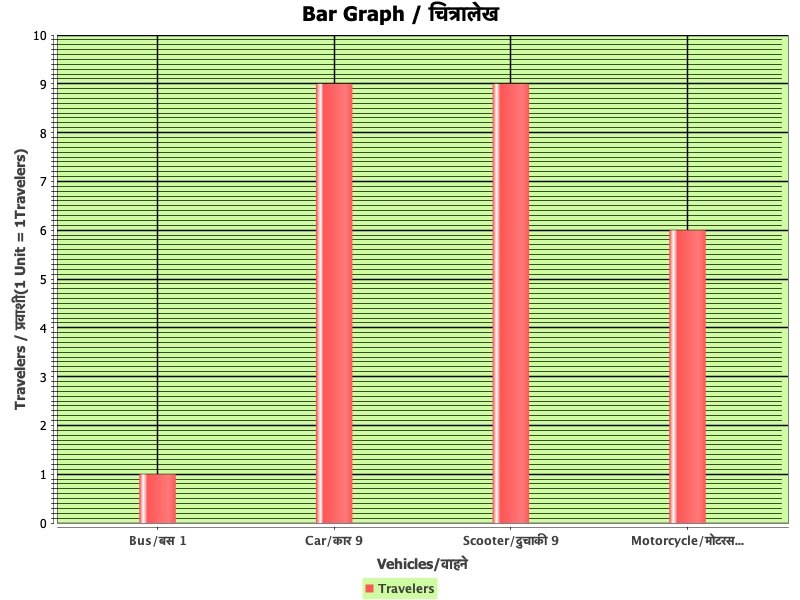 Bar Graph / चित्रालेख
10
9
8
7
6
5
4
3
2
1
0
Travelers / प्रवाशी(1 Unit = 1Travelers)
Bus/बस 1
Car/कार 9
Scooter/दुचाकी 9
Motorcycle/मोटरस...
Vehicles/वाहने
Travelers